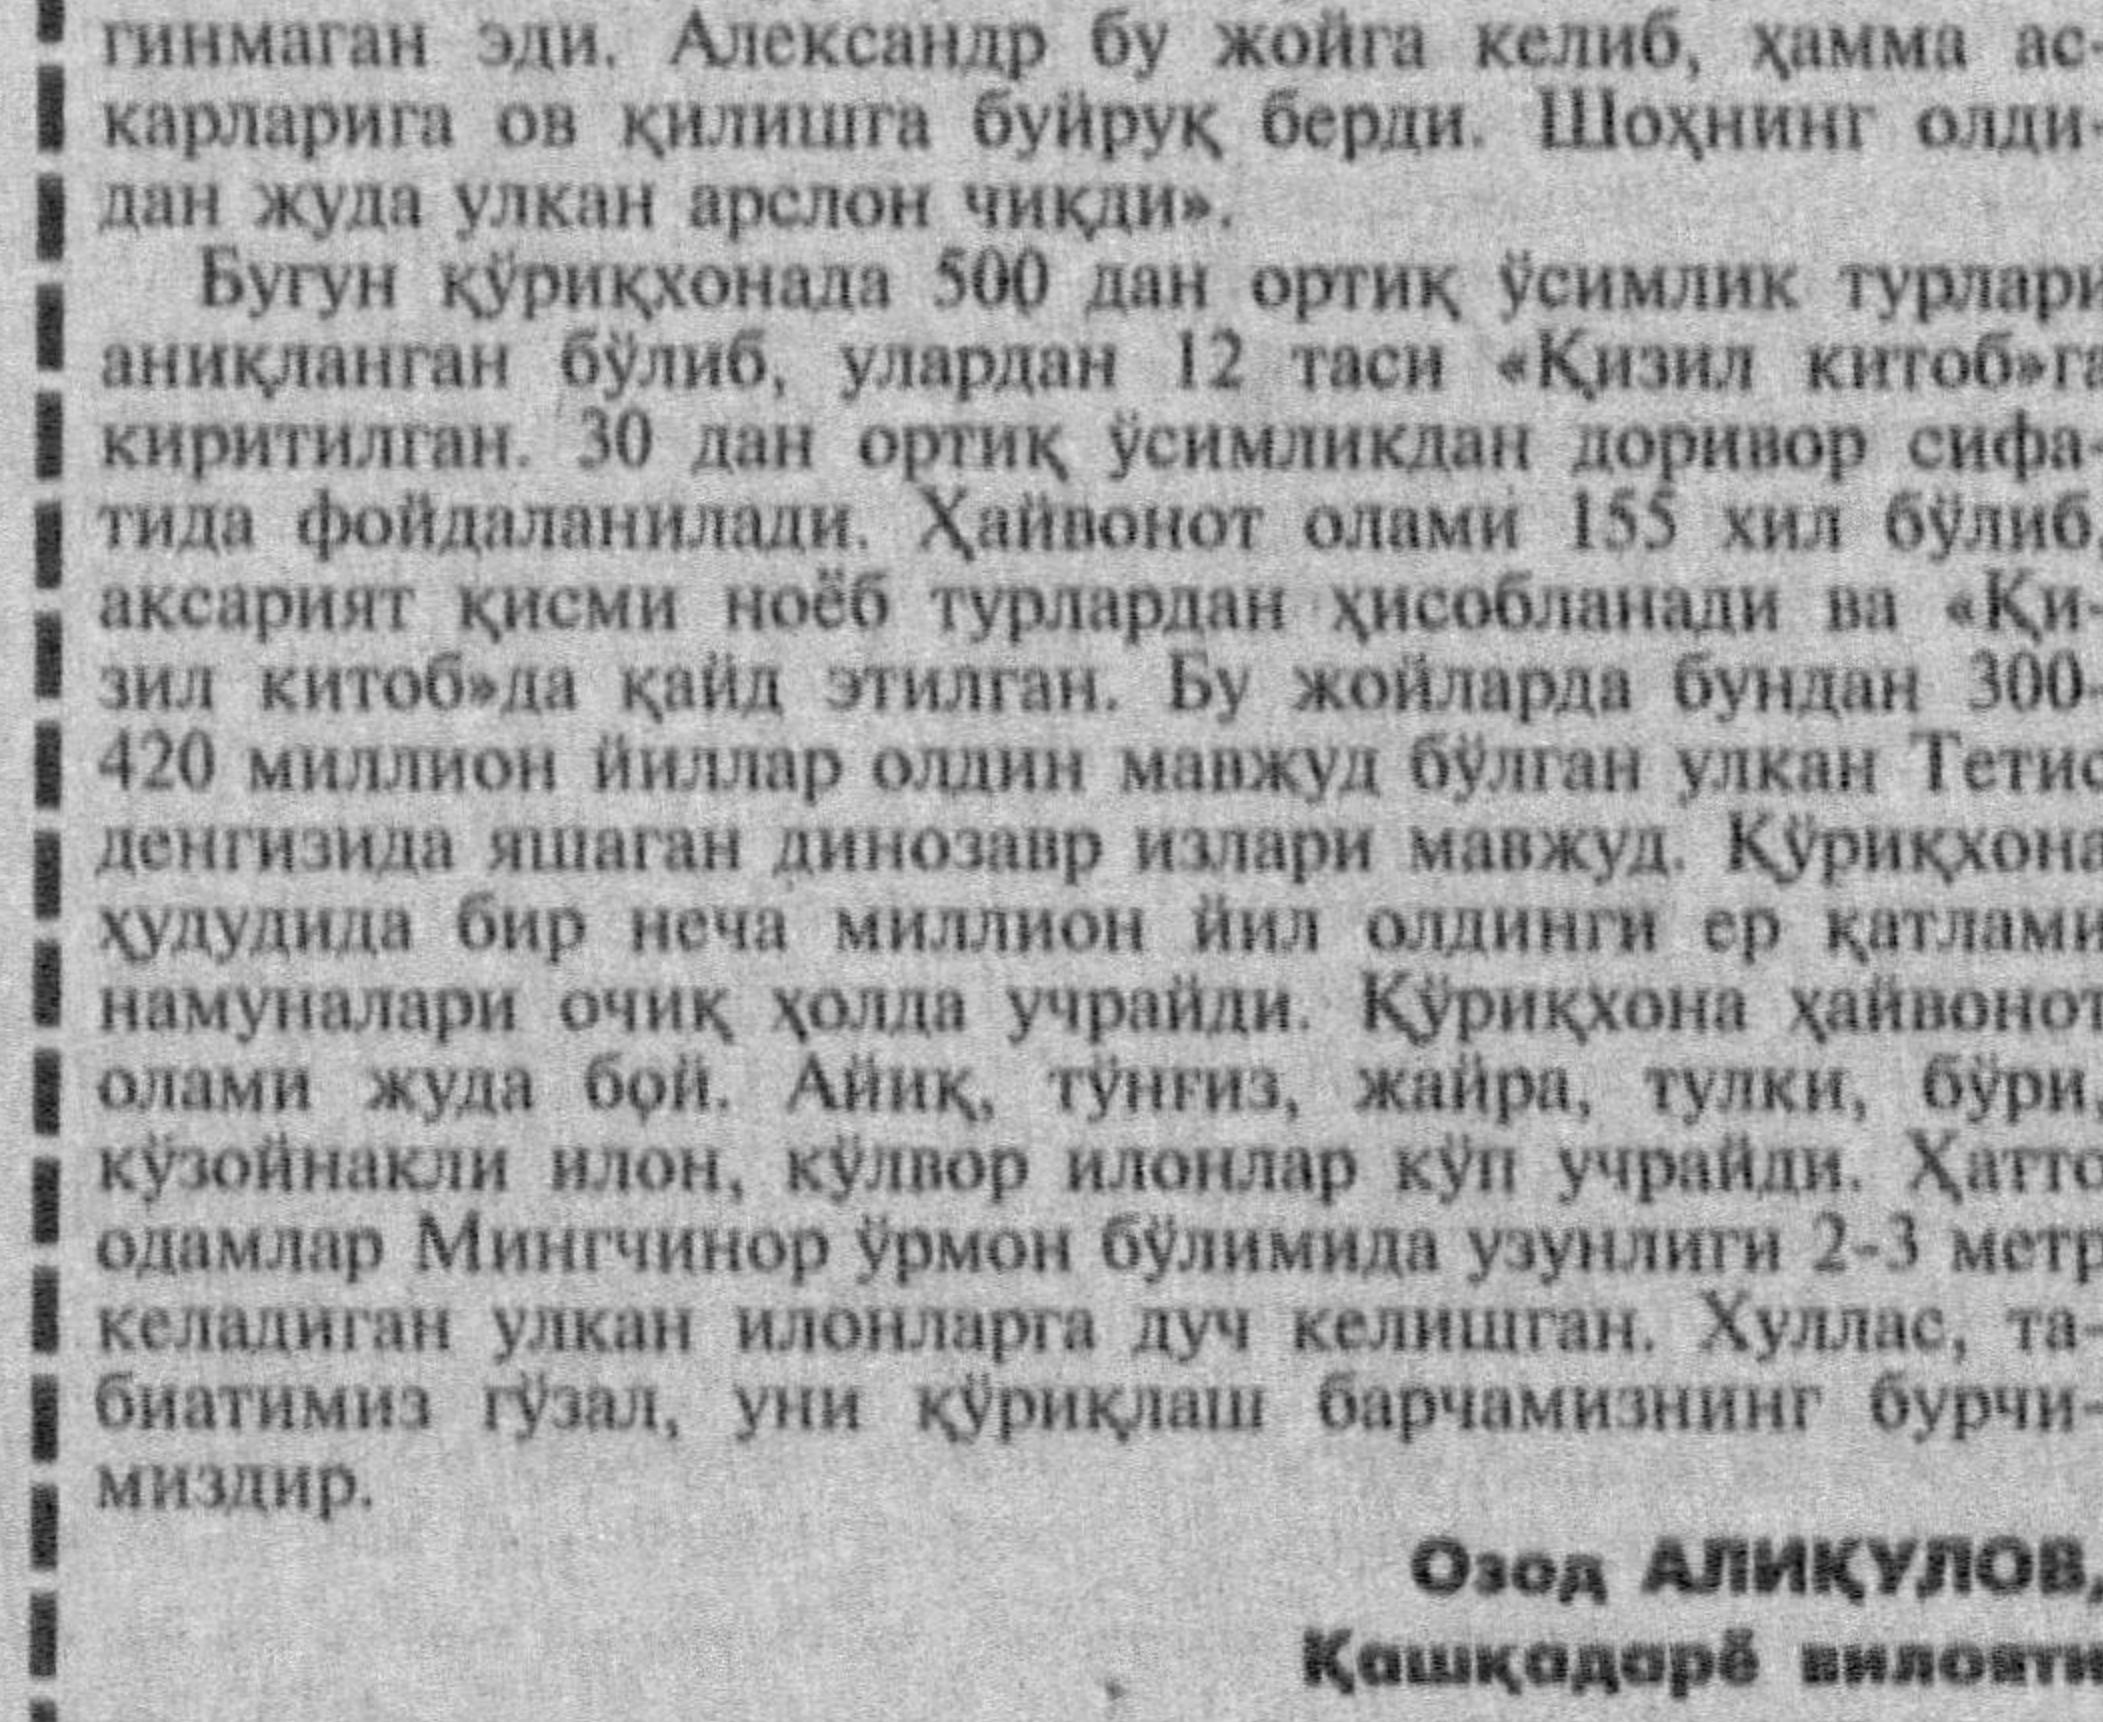 гинмаган эди. Александр бу жойга келиб, ҳамма ас-
карларига ов қилишга буйруқ берди. Шоҳнинг олди-
дан жуда улкан арслон чиқди».
Бугун қўриқхонада 500 дан ортиқ ўсимлик турлари
аниқланган бўлиб, улардан 12 таси «Қизил китоб»га
киритилган. 30 дан ортиқ ўсимликдан доривор сифа-
тида фойдаланилади. Ҳайвонот олами 155 хил бўлиб,
аксарият қисми ноёб турлардан ҳисобланади ва «Қи-
зил китоб»да қайд этилган. Бу жойларда бундан 300-
420 миллион йиллар олдин мавжуд бўлган улкан Тетис
денгизида яшаган динозавр излари мавжуд. Қўриқхона
ҳудудида бир неча миллион йил олдинги ер қатлами
намуналари очиқ ҳолда учрайди. Қўриқхона ҳайвонот
олами жуда бой. Айиқ, тўнғиз, жайра, тулки, бўри,
кўзойнакли илон, кўлвор илонлар кўп учрайди. Ҳатто
одамлар Мингчинор ўрмон бўлимида узунлиги 2-3 метр
келадиган улкан илонларга дуч келишган. Хуллас, та-
биатимиз гўзал, уни қўриқлаш барчамизнинг бурчи-
миздир.
Озод АЛИҚУЛОВ,
Қашқадарё вилояти